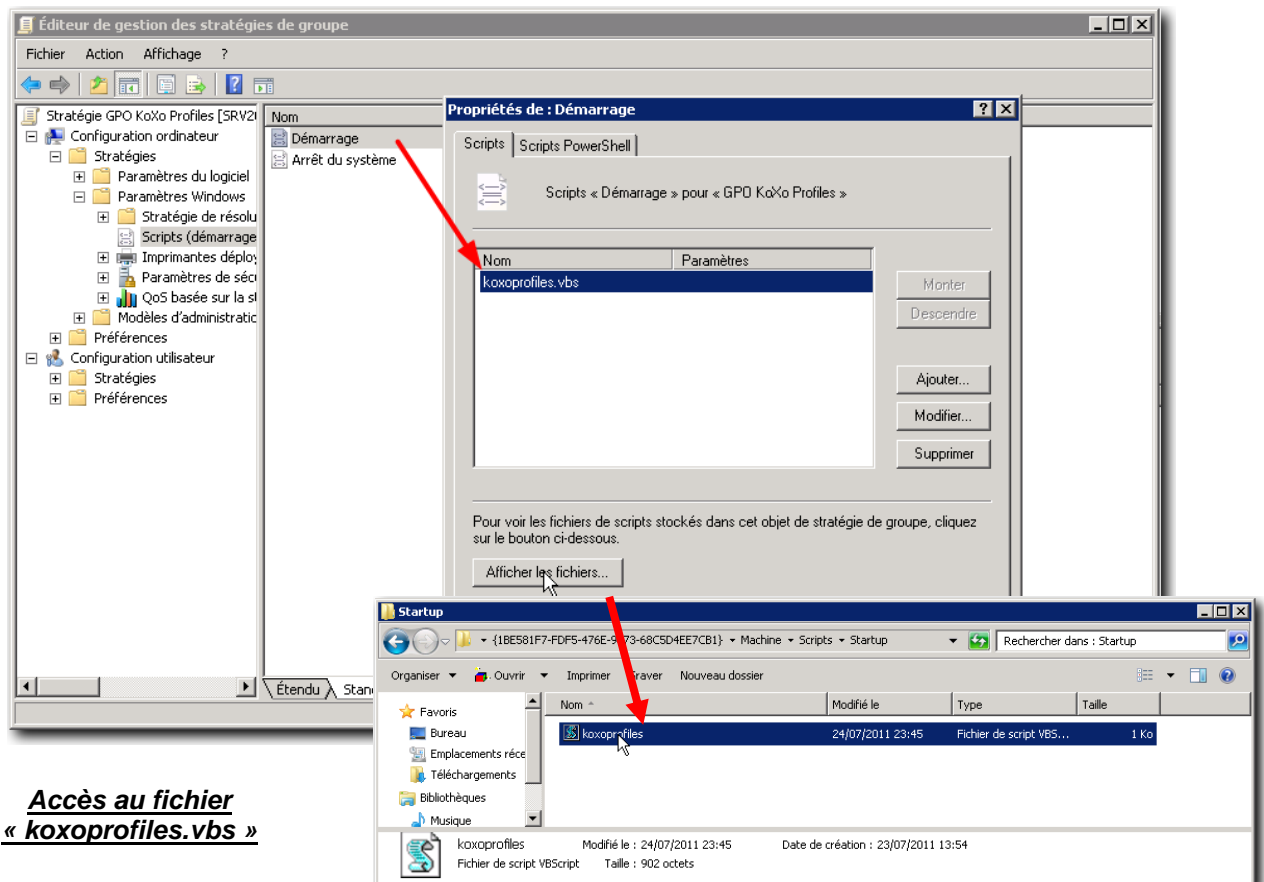 Éditeur de gestion des stratégies de groupe
Fichier Action Affichage ?
Stratégie GPO KoXo Profiles [SRV2
Configuration ordinateur
Stratégies
Paramètres du logiciel
Paramètres Windows
Stratégie de résolu
Scripts (démarrage
Imprimantes déploy
Paramètres de sécu
QoS basée sur la st
Modèles d'administratio
Préférences
Configuration utilisateur
Stratégies
Préférences
Nom
Démarrage
Arrêt du système
Étendu Stan
Propriétés de : Démarrage
Scripts Scripts PowerShell
Scripts « Démarrage » pour « GPO KoXo Profiles »
Nom Paramètres
koxoprofiles.vbs
Monter
Descendre
Ajouter...
Modifier...
Supprimer
Pour voir les fichiers de scripts stockés dans cet objet de stratégie de groupe, cliquez
sur le bouton ci-dessous.
Afficher les fichiers...
Startup
Machine Scripts Startup Rechercher dans : Startup
Organiser Ouvrir Imprimer Graver Nouveau dossier
Favoris
Bureau
Emplacements réce
Téléchargements
Bibliothèques
Musique
Nom Modifié le Type Taille
koxoprofiles 24/07/2011 23:45 Fichier de script VBS... 1 Ko
koxoprofiles Modifié le : 24/07/2011 23:45 Date de création : 23/07/2011 13:54
Fichier de script VBScript Taille : 902 octets
Accès au fichier
« koxoprofiles.vbs »